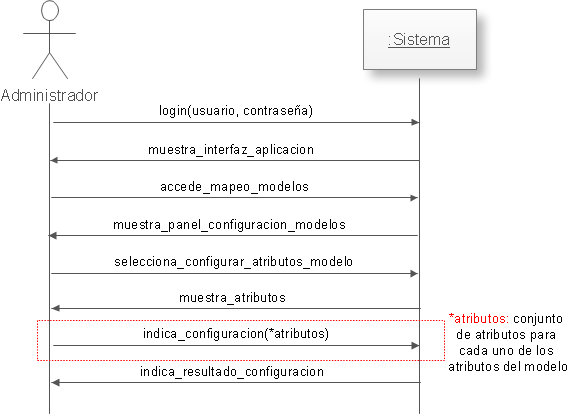 :Sistema
Administrador
login(usuario, contraseña)
muestra_interfaz_aplicacion
accede_mapeo_modelos
muestra_panel_configuracion_modelos
selecciona_configurar_atributos_modelo
muestra_atributos
*atributos: conjunto
de atributos para
cada uno de los
atributos del modelo
indica_configuracion(*atributos)
indica_resultado_configuracion